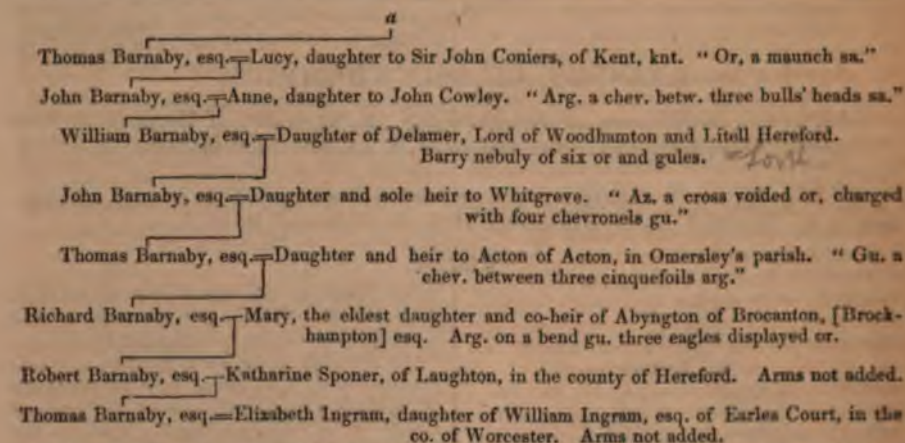 a
Thomas Barnaby, esq.=Lucy, daughter to Sir John Coniers, of Kent, knt. "Or, a maunch sa."
John Barnaby, esq.=Anne, daughter to John Cowley. "Arg. a chev. betw. three bulls' heads sa."
William Barnaby, esq.=Daughter of Delamer, Lord of Woodhamton and Litell Hereford.
Barry nebuly of six or and gules.
John Barnaby, esq.=Daughter and sole heir to Whitgreve. "Az. a cross voided or, charged
with four chevronels gu."
Thomas Barnaby, esq.=Daughter and heir to Acton of Acton, in Omersley's parish. "Gu. a
chev. between three cinquefoils arg."
Richard Barnaby, esq.=Mary, the eldest daughter and co-heir of Abyngton of Brocanton, [Brock-
hampton] esq. Arg. on a bend gu. three eagles displayed or.
Robert Barnaby, esq.=Katharine Sponer, of Laughton, in the county of Hereford. Arms not added.
Thomas Barnaby, esq.=Elizabeth Ingram, daughter of William Ingram, esq. of Earles Court, in the
co. of Worcester. Arms not added.